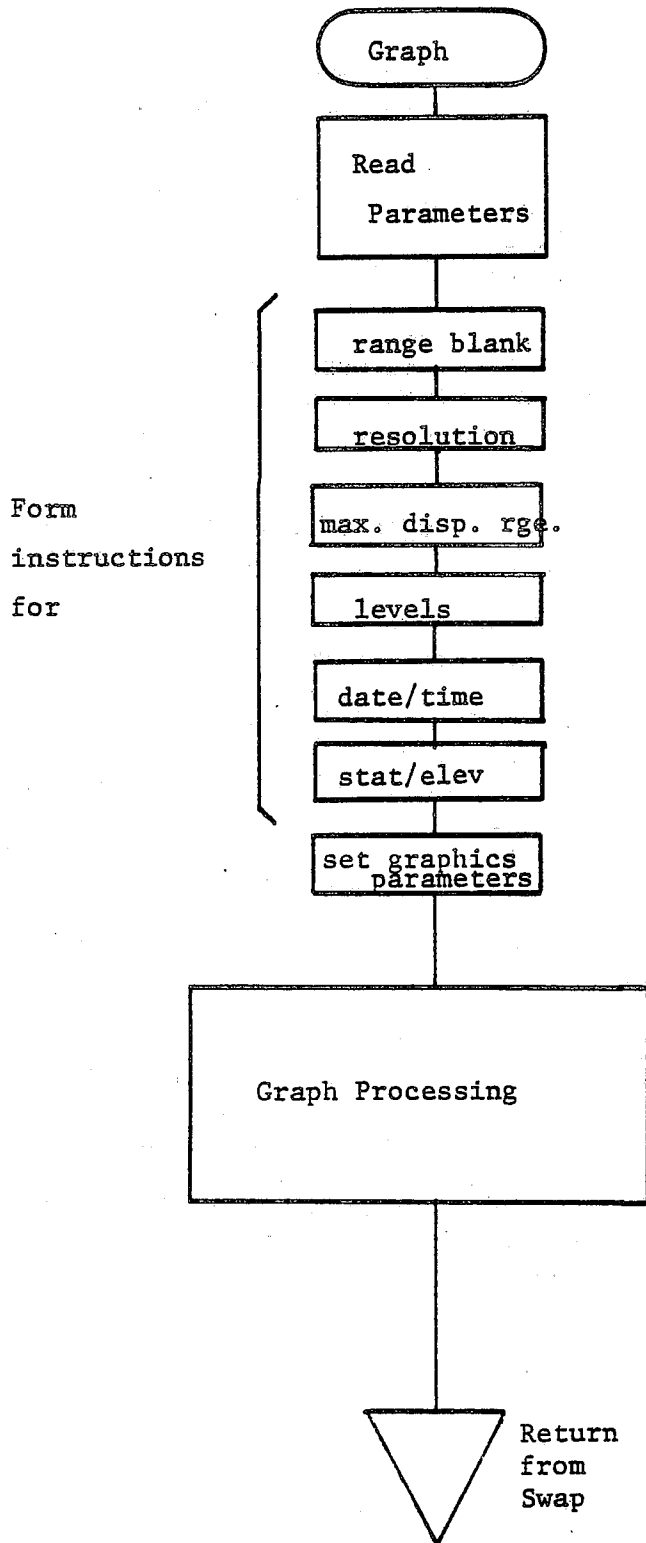 Graph
Read
Parameters
Form
instructions
for
range blank
resolution
max. disp. rge.
levels
date/time
stat/elev
set graphics
parameters
Graph Processing
Return
from
Swap